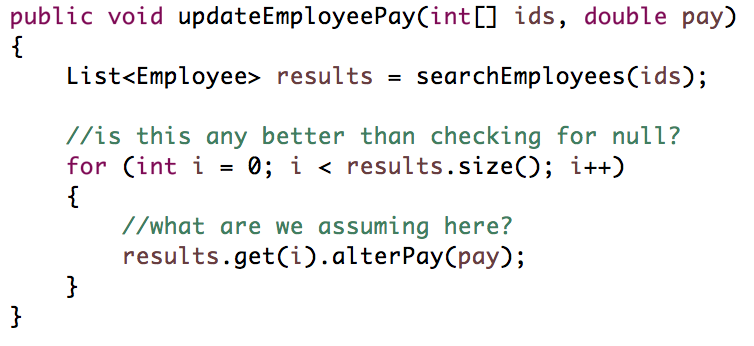 public void updateEmployeePay(int[] ids, double pay)
{
    List<Employee> results = searchEmployees(ids);

    //is this any better than checking for null?
    for (int i = 0; i < results.size(); i++)
    {
        //what are we assuming here?
        results.get(i).alterPay(pay);
    }
}